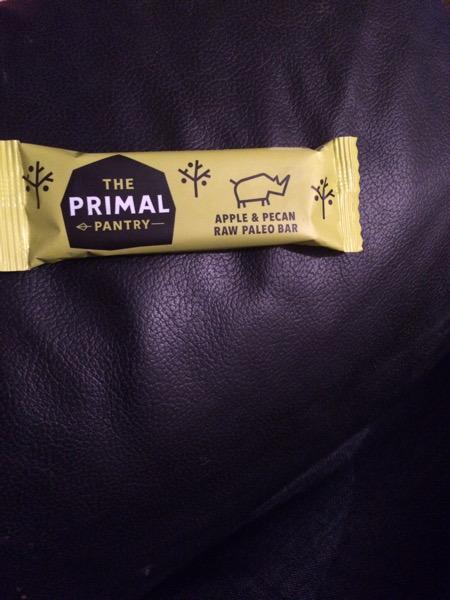 THE
PRIMAL
PANTRY
APPLE & PECAN
RAW PALEO BAR